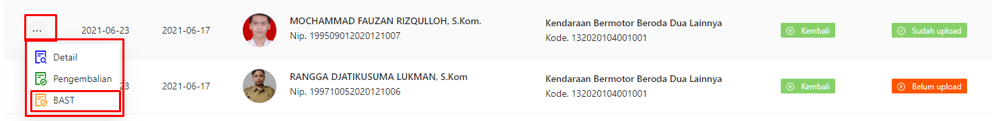 ...
2021-06-23
2021-06-17
MOCHAMMAD FAUZAN RIZQULLOH, S.Kom.
Nip. 199509012020121007
Kendaraan Bermotor Beroda Dua Lainnya
Kode. 132020104001001
Kembali
Sudah upload
Detail
Pengembalian
BAST
23
2021-06-17
RANGGA DJATIKUSUMA LUKMAN, S.Kom
Nip. 199710052020121006
Kendaraan Bermotor Beroda Dua Lainnya
Kode. 132020104001001
Kembali
Belum upload